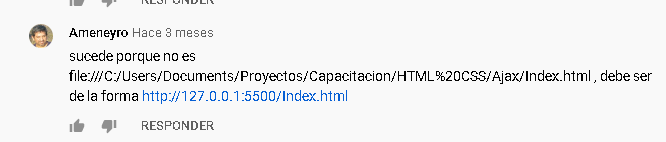 RESPONDER
Ameneyro Hace 3 meses
sucede porque no es
file:///C:/Users/Documents/Proyectos/Capacitacion/HTML%20CSS/Ajax/Index.html , debe ser
de la forma http://127.0.0.1:5500/Index.html
RESPONDER